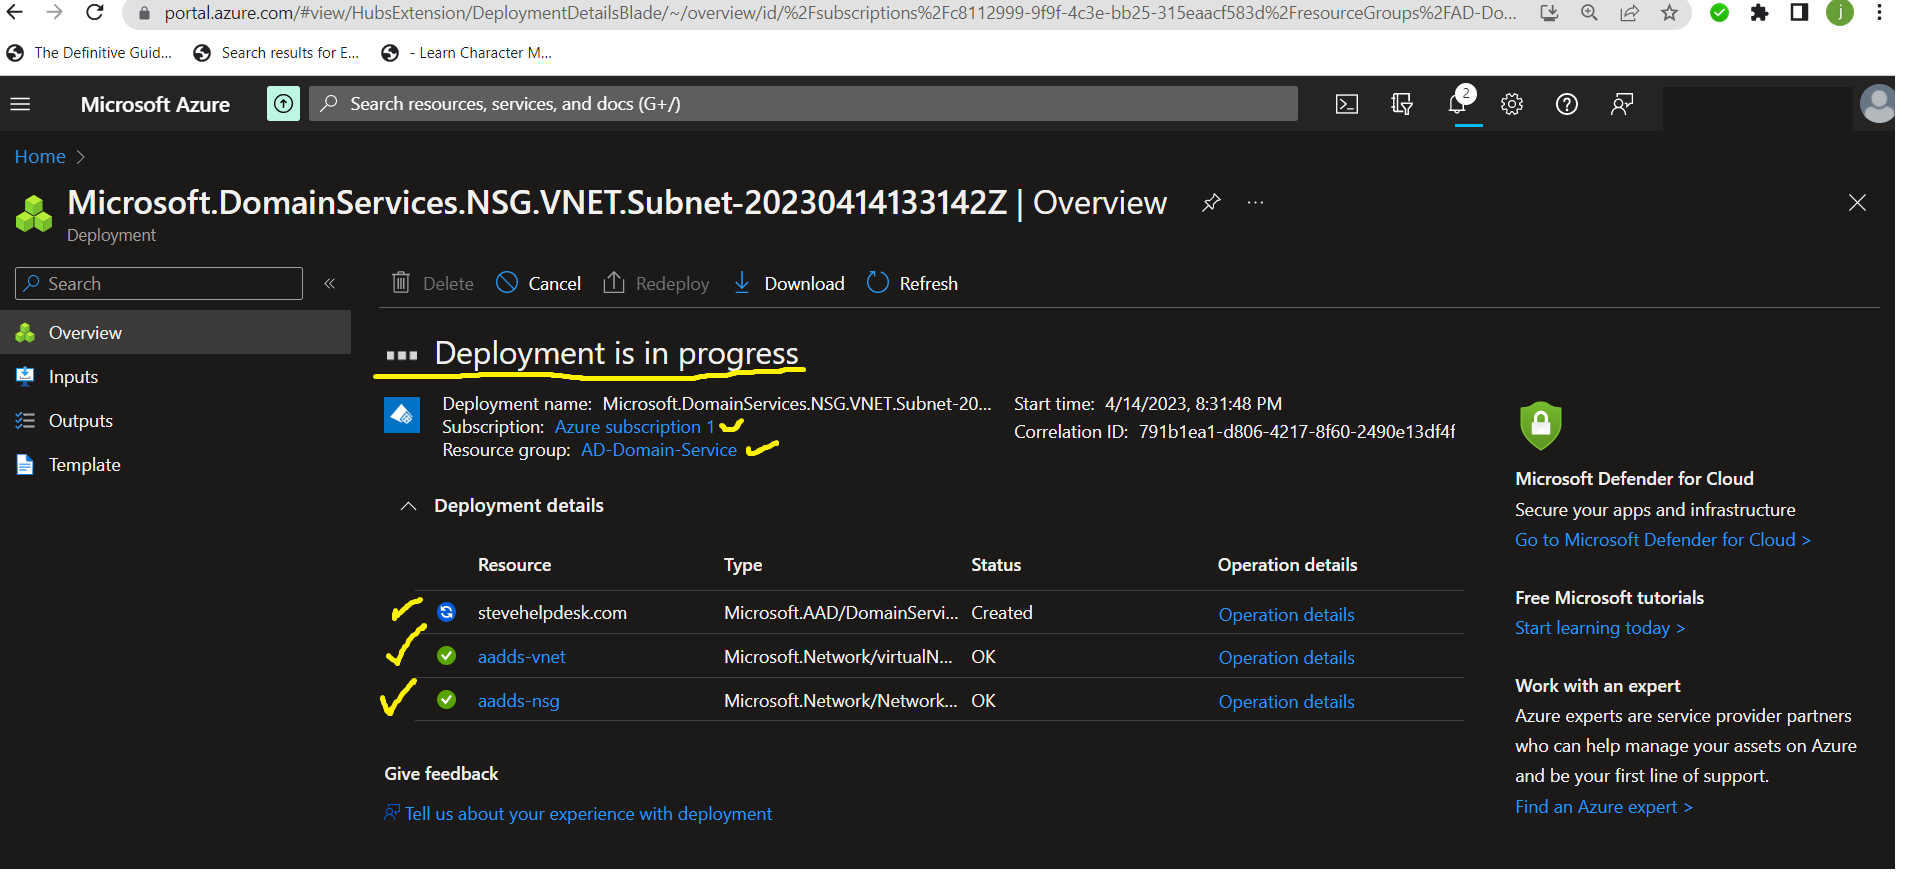 portal.azure.com/#view/HubsExtension/DeploymentDetailsBlade/~/overview/id/%2Fsubscriptions%2Fc8112999-9f9f-4c3e-bb25-315eaacf583d%2FresourceGroups%2FAD-Do...
j
The Definitive Guid... Search results for E... - Learn Character M...
Microsoft Azure Search resources, services, and docs (G+/) 2
Home >
Microsoft.DomainServices.NSG.VNET.Subnet-20230414133142Z | Overview ...
Deployment
Search «
Delete Cancel Redeploy Download Refresh
Overview
Inputs
Outputs
Template
Deployment is in progress
Deployment name: Microsoft.DomainServices.NSG.VNET.Subnet-20... Start time: 4/14/2023, 8:31:48 PM
Subscription: Azure subscription 1 Correlation ID: 791b1ea1-d806-4217-8f60-2490e13df4f
Resource group: AD-Domain-Service
Deployment details
Resource Type Status Operation details
stevehelpdesk.com Microsoft.AAD/DomainServi... Created Operation details
aadds-vnet Microsoft.Network/virtualN... OK Operation details
aadds-nsg Microsoft.Network/Network... OK Operation details
Give feedback
Tell us about your experience with deployment
Microsoft Defender for Cloud
Secure your apps and infrastructure
Go to Microsoft Defender for Cloud >
Free Microsoft tutorials
Start learning today >
Work with an expert
Azure experts are service provider partners
who can help manage your assets on Azure
and be your first line of support.
Find an Azure expert >